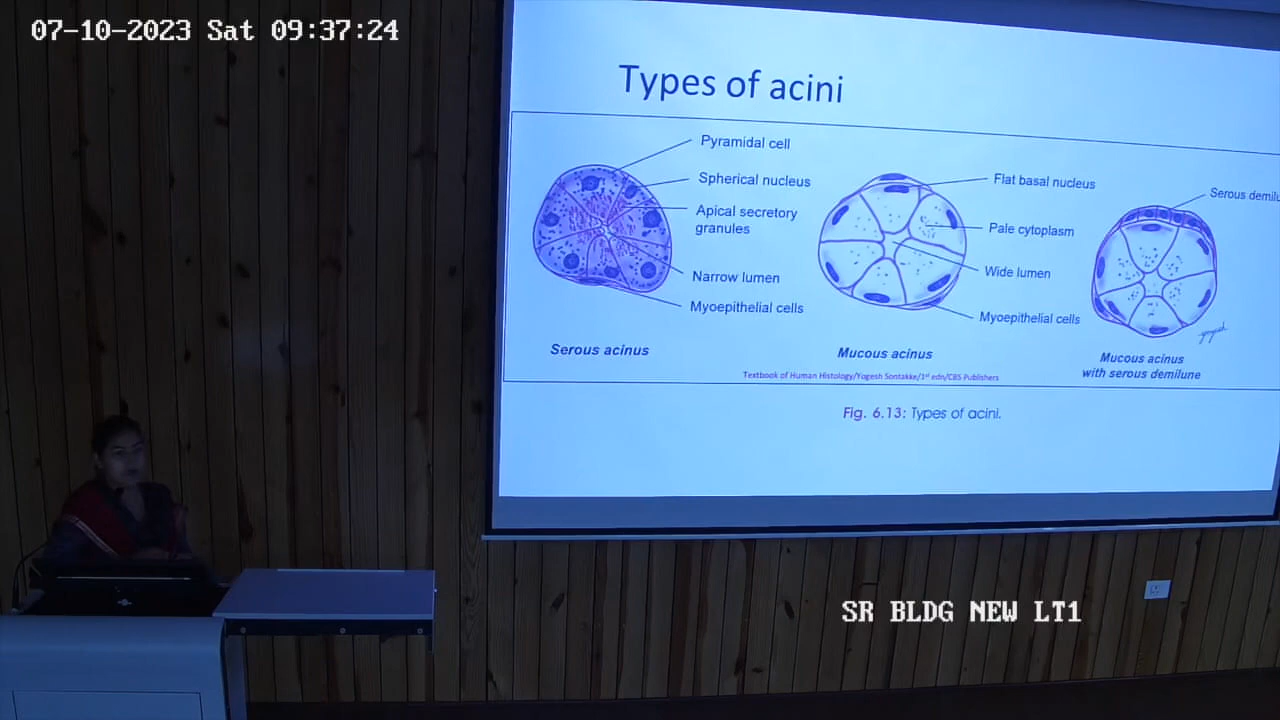 07-10-2023 Sat 09:37:24
Types of acini
Pyramidal cell
Spherical nucleus
Apical secretory
granules
Narrow lumen
Myoepithelial cells
Serous acinus
Flat basal nucleus
Pale cytoplasm
Wide lumen
Myoepithelial cells
Mucous acinus
Serous demilu
Mucous acinus
with serous demilune
Textbook of Human Histology/Yogesh Sontakke/1st edn/CBS Publishers
Fig. 6.13: Types of acini.
SR BLDG NEW LT1